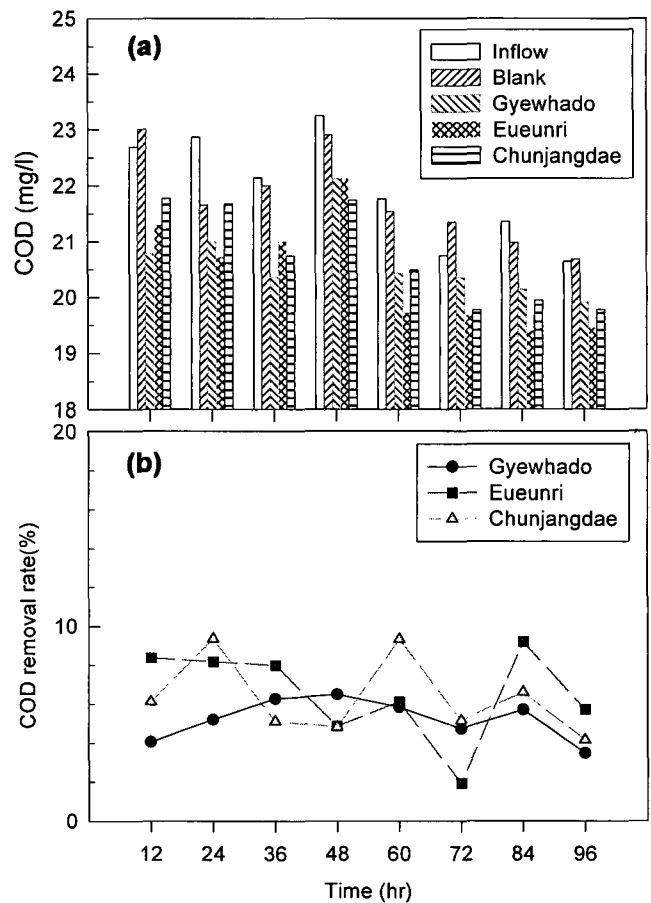 (a)
25
24
23
22
21
20
19
18
COD (mg/l)
Inflow
Blank
Gyewhado
Eueunri
Chunjangdae
(b)
20
10
0
COD removal rate(%)
Gyewhado
Eueunri
Chunjangdae
12 24 36 48 60 72 84 96
Time (hr)